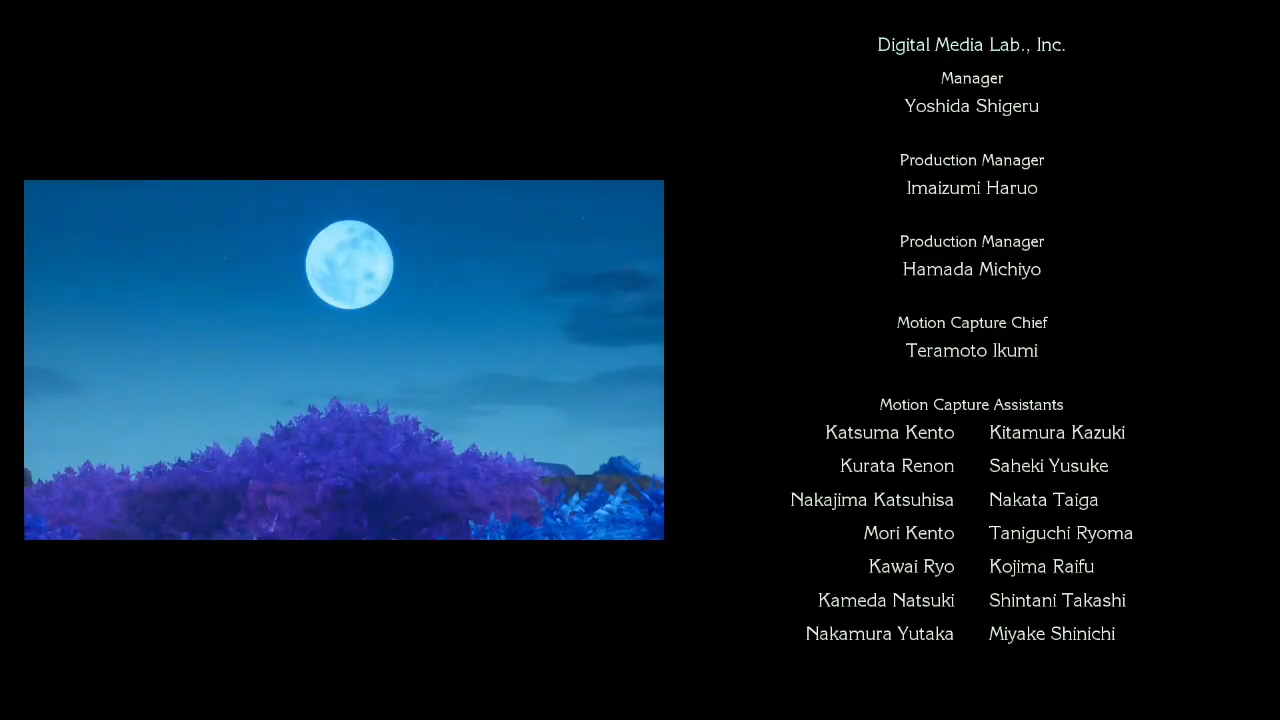 Digital Media Lab., Inc.
Manager
Yoshida Shigeru
Production Manager
Imaizumi Haruo
Production Manager
Hamada Michiyo
Motion Capture Chief
Teramoto Ikumi
Motion Capture Assistants
Katsuma Kento Kitamura Kazuki
Kurata Renon Saheki Yusuke
Nakajima Katsuhisa Nakata Taiga
Mori Kento Taniguchi Ryoma
Kawai Ryo Kojima Raifu
Kameda Natsuki Shintani Takashi
Nakamura Yutaka Miyake Shinichi